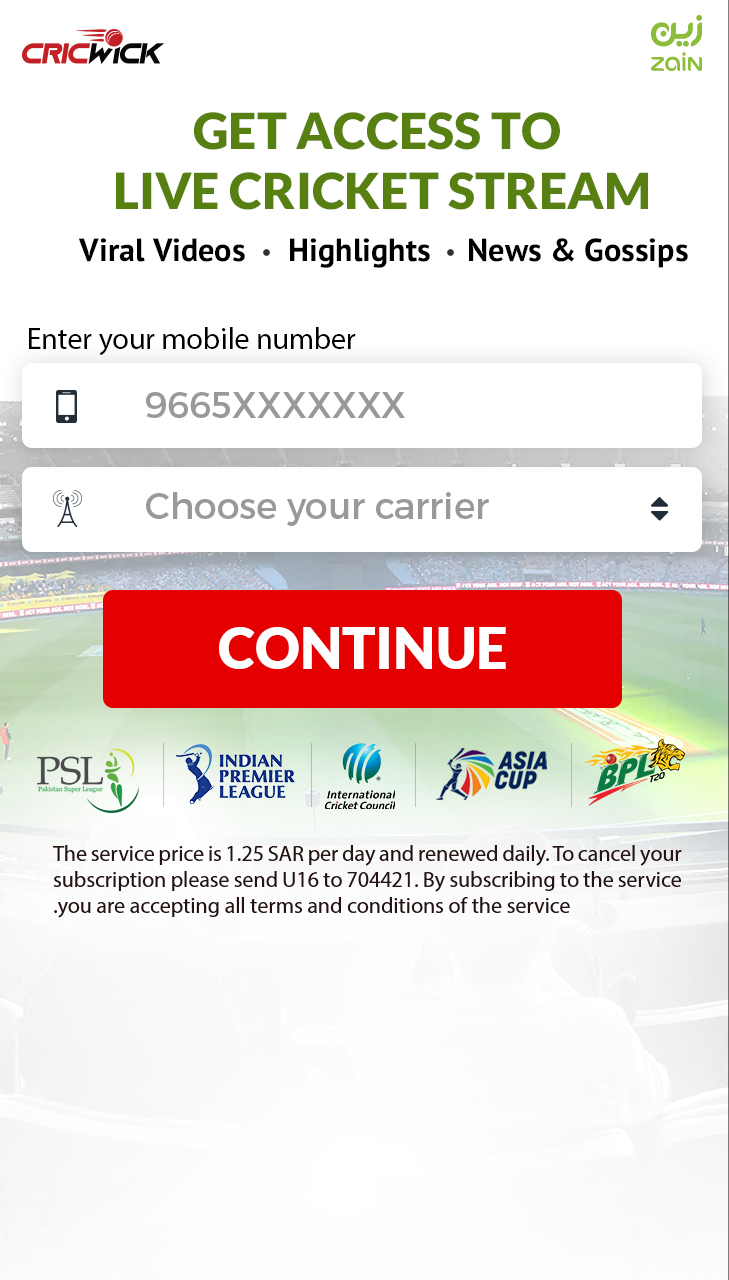 CRICWICK
زين
zain
GET ACCESS TO
LIVE CRICKET STREAM
Viral Videos • Highlights • News & Gossips
Enter your mobile number
9665XXXXXXX
Choose your carrier
CONTINUE
PSL
Pakistan Super League
INDIAN
PREMIER
LEAGUE
International
Cricket Council
ASIA
CUP
BPL
T20
The service price is 1.25 SAR per day and renewed daily. To cancel your
subscription please send U16 to 704421. By subscribing to the service
.you are accepting all terms and conditions of the service